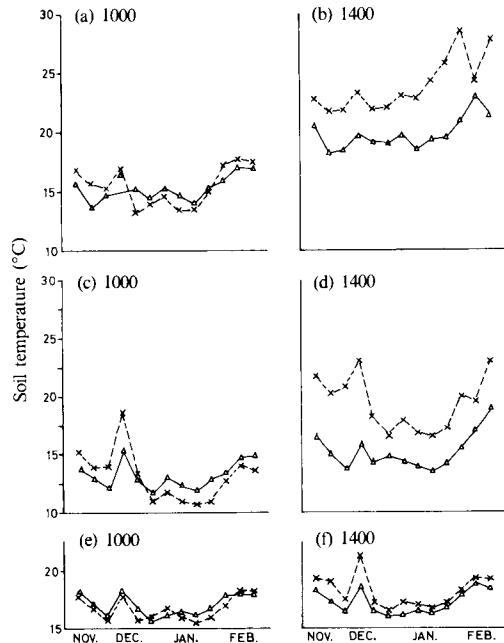 (a) 1000
(b) 1400
30
25
20
15
10
(c) 1000
(d) 1400
30
25
20
15
10
Soil temperature (°C)
(e) 1000
(f) 1400
20
15
NOV. DEC. JAN. FEB. NOV. DEC. JAN. FEB.